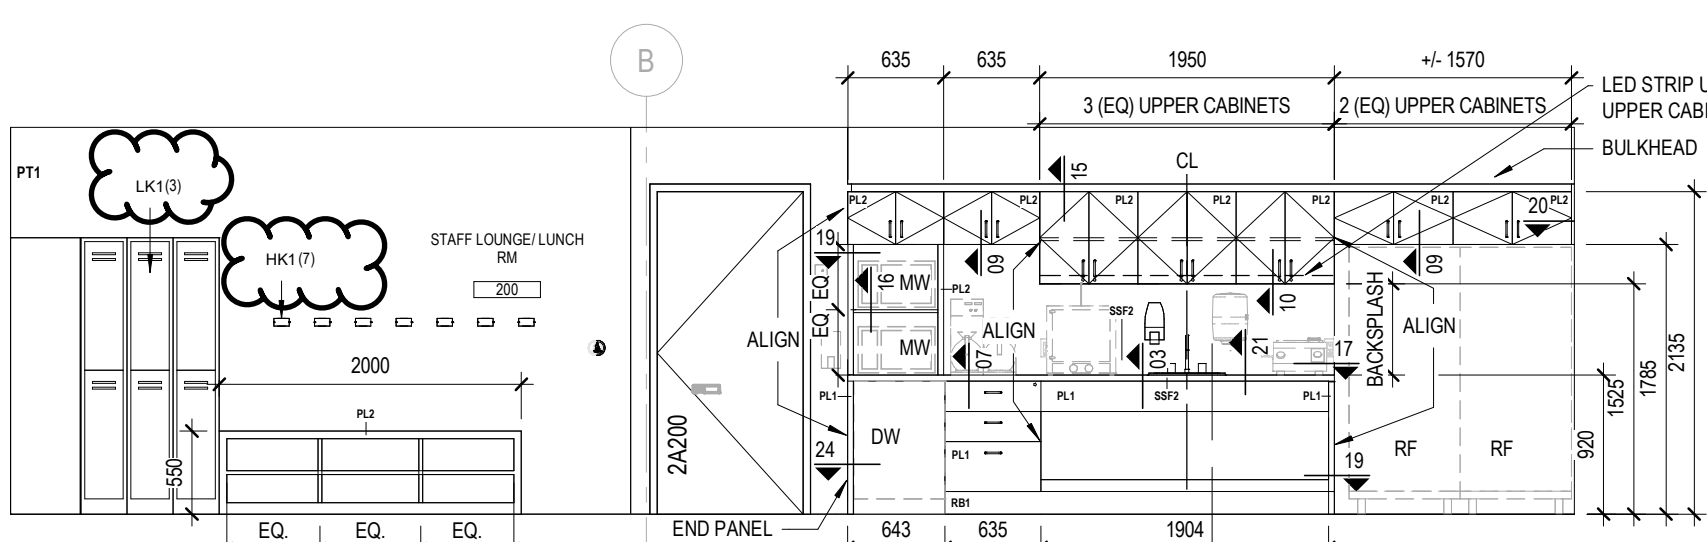 B
635
635
1950
+/- 1570
3 (EQ) UPPER CABINETS
2 (EQ) UPPER CABINETS
LED STRIP U
UPPER CABI
BULKHEAD
PT1
LK1(3)
HK1(7)
STAFF LOUNGE/ LUNCH
RM
200
CL
15
PL2
PL2
PL2
PL2
PL2
PL2
PL2
20
19
09
09
16
MW
PL2
EQ
EQ
10
SSF2
ALIGN
ALIGN
ALIGN
MW
07
03
21
17
BACKSPLASH
2135
1785
1525
920
2000
PL2
550
2A200
PL1
PL1
SSF2
PL1
DW
24
PL1
19
RF
RF
RB1
END PANEL
EQ.
EQ.
EQ.
643
635
1904